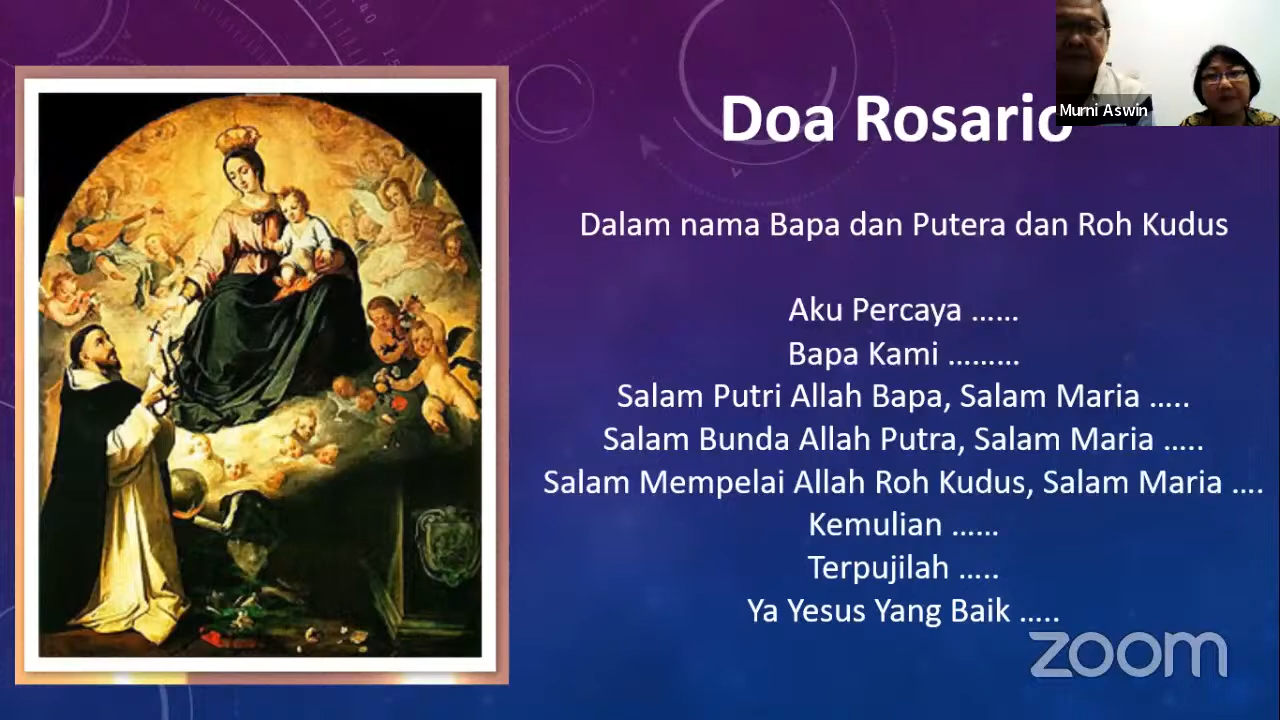 Doa Rosario
Murni Aswin
Dalam nama Bapa dan Putera dan Roh Kudus
Aku Percaya ......
Bapa Kami .........
Salam Putri Allah Bapa, Salam Maria .....
Salam Bunda Allah Putra, Salam Maria .....
Salam Mempelai Allah Roh Kudus, Salam Maria ....
Kemulian ......
Terpujilah .....
Ya Yesus Yang Baik .....
zoom